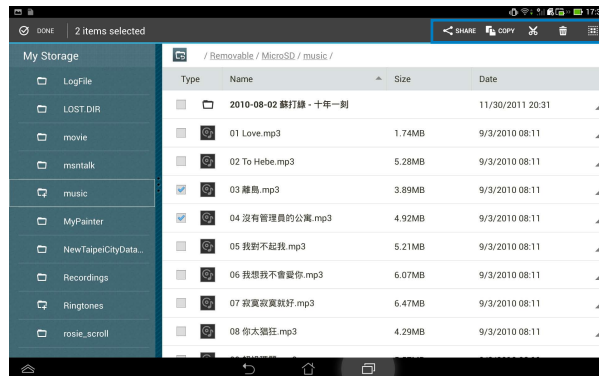 17:3
DONE 2 items selected SHARE COPY
My Storage / Removable / MicroSD / music /
Type Name Size Date
LogFile
LOST.DIR
movie
msntalk
music
MyPainter
NewTaipeiCityData...
Recordings
Ringtones
rosie_scroll
2010-08-02 蘇打綠 - 十年一刻 11/30/2011 20:31
01 Love.mp3 1.74MB 9/3/2010 08:11
02 To Hebe.mp3 5.28MB 9/3/2010 08:11
03 離島.mp3 3.89MB 9/3/2010 08:11
04 沒有管理員的公寓.mp3 4.92MB 9/3/2010 08:11
05 我對不起我.mp3 5.21MB 9/3/2010 08:11
06 我想我不會愛你.mp3 6.07MB 9/3/2010 08:11
07 寂寞寂寞就好.mp3 6.47MB 9/3/2010 08:11
08 你太猖狂.mp3 4.29MB 9/3/2010 08:11